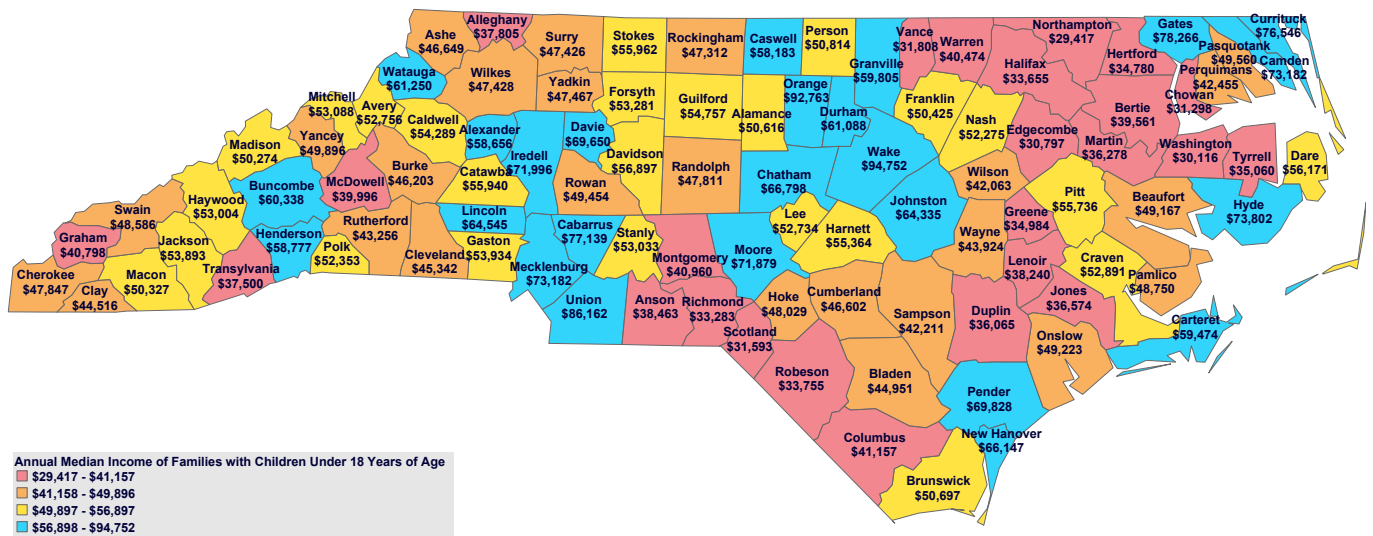 Alleghany
$37,805
Ashe
$46,649
Surry
$47,426
Stokes
$55,962
Rockingham
$47,312
Caswell
$58,183
Person
$50,814
Granville
$59,805
Vance
$31,808
Warren
$40,474
Northampton
$29,417
Halifax
$33,655
Hertford
$34,780
Gates
$78,266
Currituck
$76,546
Pasquotank
$49,560
Camden
$73,182
Perquimans
$42,455
Chowan
$31,298
Watauga
$61,250
Wilkes
$47,428
Yadkin
$47,467
Forsyth
$53,281
Guilford
$54,757
Alamance
$50,616
Orange
$92,763
Durham
$61,088
Franklin
$50,425
Nash
$52,275
Edgecombe
$30,797
Bertie
$39,561
Martin
$36,278
Washington
$30,116
Tyrrell
$35,060
Dare
$56,171
Mitchell
$53,088
Avery
$52,756
Caldwell
$54,289
Alexander
$58,656
Iredell
$71,996
Davie
$69,650
Davidson
$56,897
Randolph
$47,811
Chatham
$66,798
Wake
$94,752
Wilson
$42,063
Pitt
$55,736
Beaufort
$49,167
Hyde
$73,802
Madison
$50,274
Yancey
$49,896
McDowell
$39,996
Burke
$46,203
Catawba
$55,940
Rowan
$49,454
Buncombe
$60,338
Haywood
$53,004
Swain
$48,586
Graham
$40,798
Cherokee
$47,847
Clay
$44,516
Macon
$50,327
Jackson
$53,893
Transylvania
$37,500
Henderson
$58,777
Polk
$52,353
Rutherford
$43,256
Cleveland
$45,342
Lincoln
$64,545
Gaston
$53,934
Mecklenburg
$73,182
Cabarrus
$77,139
Stanly
$53,033
Union
$86,162
Anson
$38,463
Montgomery
$40,960
Richmond
$33,283
Moore
$71,879
Lee
$52,734
Harnett
$55,364
Johnston
$64,335
Wayne
$43,924
Greene
$34,984
Lenoir
$38,240
Craven
$52,891
Pamlico
$48,750
Jones
$36,574
Carteret
$59,474
Onslow
$49,223
Duplin
$36,065
Sampson
$42,211
Cumberland
$46,602
Hoke
$48,029
Scotland
$31,593
Robeson
$33,755
Bladen
$44,951
Pender
$69,828
New Hanover
$66,147
Columbus
$41,157
Brunswick
$50,697
Annual Median Income of Families with Children Under 18 Years of Age
$29,417 - $41,157
$41,158 - $49,896
$49,897 - $56,897
$56,898 - $94,752